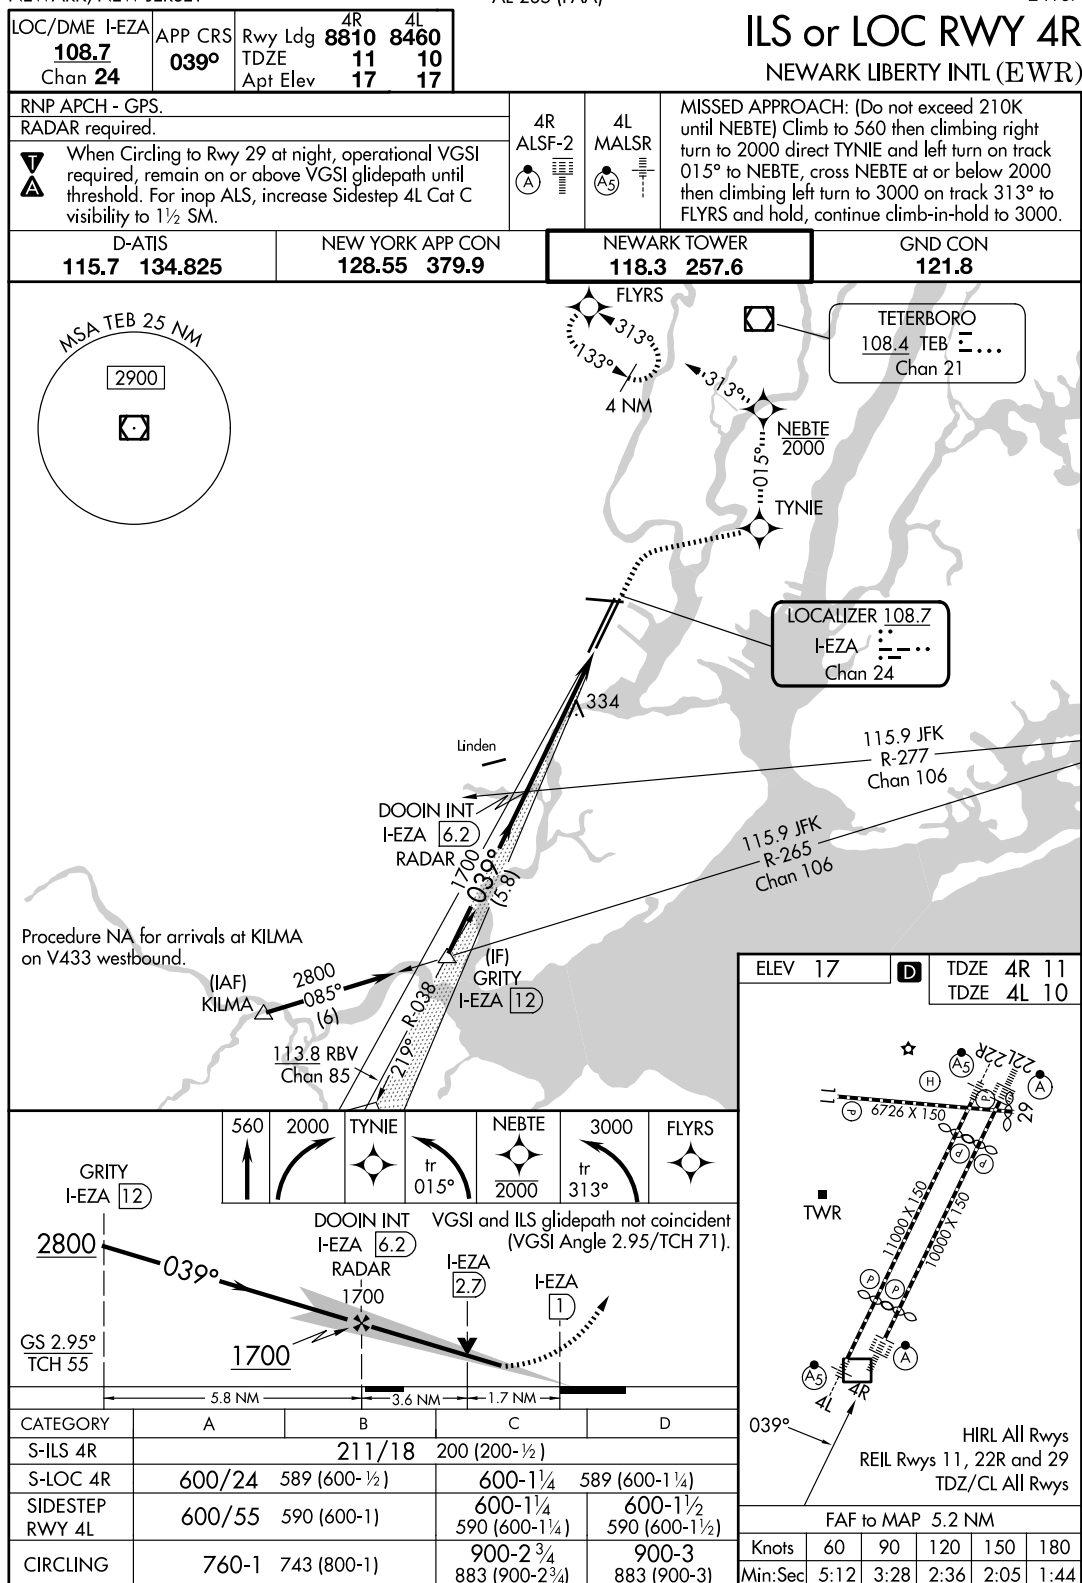 LOC/DME I-EZA
108.7
Chan 24
APP CRS
039°
4R 4L
Rwy Ldg 8810 8460
TDZE 11 10
Apt Elev 17 17
ILS or LOC RWY 4R
NEWARK LIBERTY INTL (EWR)
RNP APCH - GPS.
RADAR required.
T
A
When Circling to Rwy 29 at night, operational VGSI
required, remain on or above VGSI glidepath until
threshold. For inop ALS, increase Sidestep 4L Cat C
visibility to 1½ SM.
4R
ALSF-2
A
4L
MALSR
A5
MISSED APPROACH: (Do not exceed 210K
until NEBTE) Climb to 560 then climbing right
turn to 2000 direct TYNIE and left turn on track
015° to NEBTE, cross NEBTE at or below 2000
then climbing left turn to 3000 on track 313° to
FLYRS and hold, continue climb-in-hold to 3000.
D-ATIS
115.7 134.825
NEW YORK APP CON
128.55 379.9
NEWARK TOWER
118.3 257.6
GND CON
121.8
MSA TEB 25 NM
2900
FLYRS
313°
133°
4 NM
313°
NEBTE
2000
015°
TYNIE
TETERBORO
108.4 TEB
Chan 21
LOCALIZER 108.7
I-EZA
Chan 24
334
Linden
115.9 JFK
R-277
Chan 106
DOOIN INT
I-EZA 6.2
RADAR
1700
039°
(5.8)
115.9 JFK
R-265
Chan 106
Procedure NA for arrivals at KILMA
on V433 westbound.
(IAF)
KILMA
2800
085°
(6)
(IF)
GRITY
I-EZA 12
R-038
219°
113.8 RBV
Chan 85
ELEV 17
D
TDZE 4R 11
TDZE 4L 10
H
A5
22R
22L
A
11
P
6726 X 150
P
29
P
P
TWR
11000 X 150
10000 X 150
P
P
A5
A
4L
4R
039°
HIRL All Rwys
REIL Rwys 11, 22R and 29
TDZ/CL All Rwys
FAF to MAP 5.2 NM
Knots 60 90 120 150 180
Min:Sec 5:12 3:28 2:36 2:05 1:44
560
2000
TYNIE
tr
015°
NEBTE
2000
3000
tr
313°
FLYRS
GRITY
I-EZA 12
2800
039°
DOOIN INT
I-EZA 6.2
RADAR
1700
VGSI and ILS glidepath not coincident
(VGSI Angle 2.95/TCH 71).
I-EZA
2.7
I-EZA
1
GS 2.95°
TCH 55
1700
5.8 NM
3.6 NM
1.7 NM
CATEGORY A B C D
S-ILS 4R 211/18 200 (200-½)
S-LOC 4R 600/24 589 (600-½) 600-1¼ 589 (600-1¼)
SIDESTEP
RWY 4L
600/55 590 (600-1)
600-1¼
590 (600-1¼)
600-1½
590 (600-1½)
CIRCLING 760-1 743 (800-1)
900-2¾
883 (900-2¾)
900-3
883 (900-3)